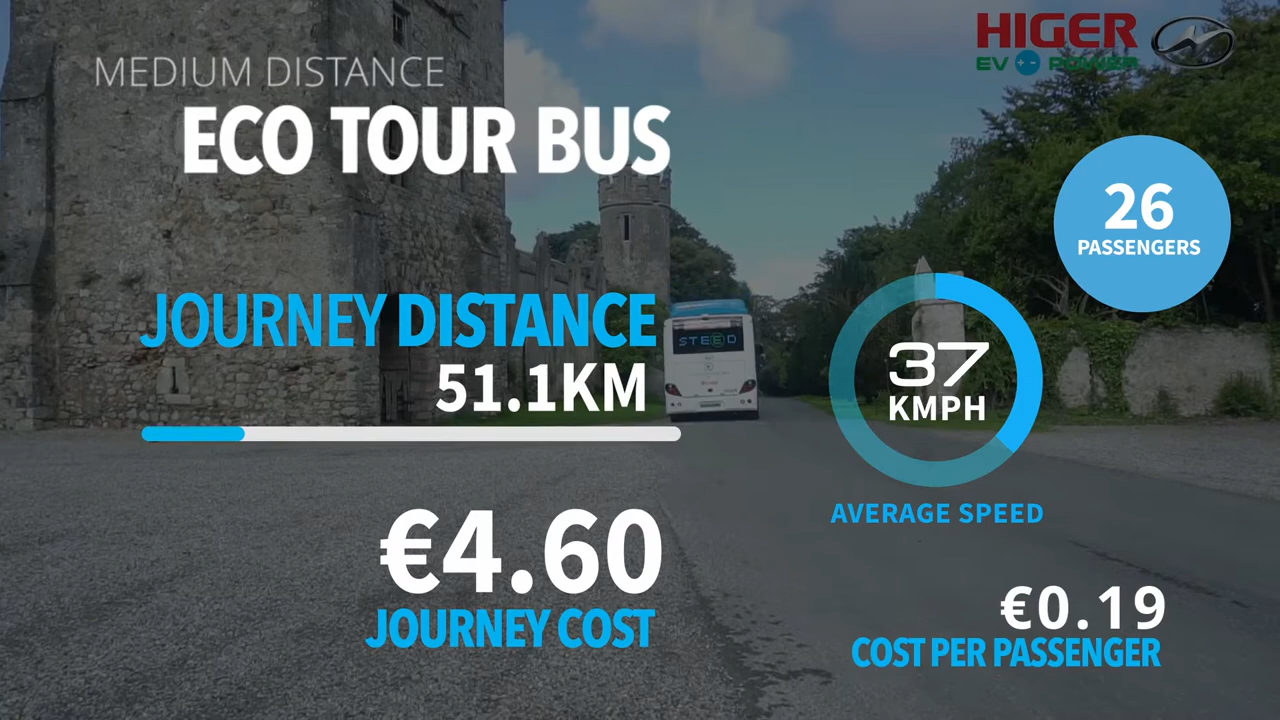 MEDIUM DISTANCE
ECO TOUR BUS
HIGER
EV POWER
26
PASSENGERS
JOURNEY DISTANCE
51.1KM
STEED
37
KMPH
AVERAGE SPEED
€4.60
JOURNEY COST
€0.19
COST PER PASSENGER